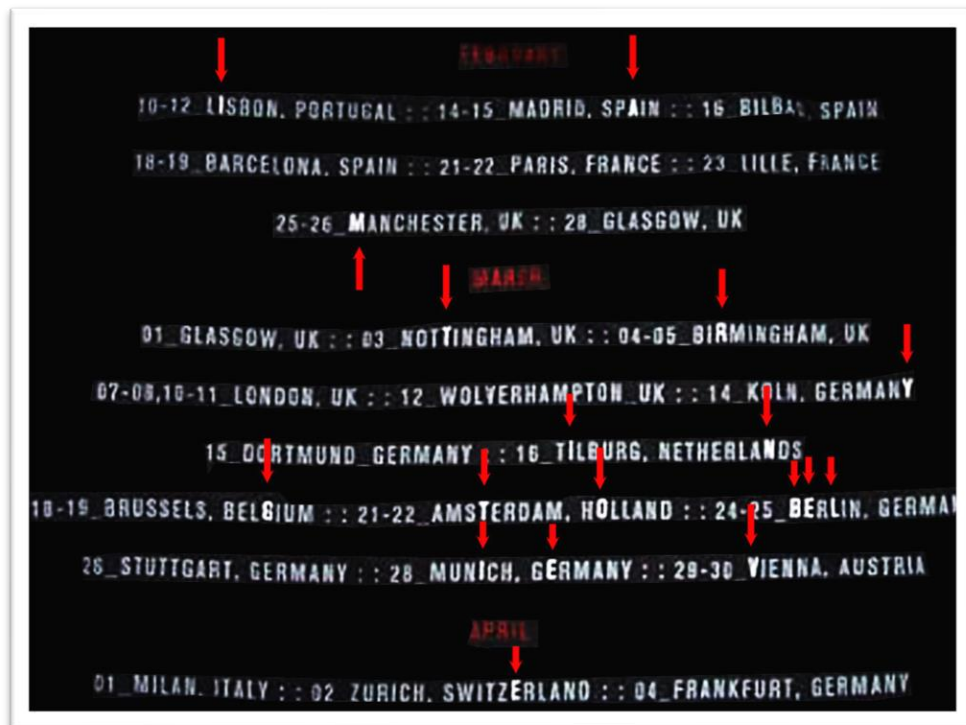 FEBRUARY
10-12_LISBON, PORTUGAL :: 14-15_MADRID, SPAIN :: 16_BILBAO, SPAIN
18-19_BARCELONA, SPAIN :: 21-22_PARIS, FRANCE :: 23_LILLE, FRANCE
25-26_MANCHESTER, UK :: 28_GLASGOW, UK
MARCH
01_GLASGOW, UK :: 03_NOTTINGHAM, UK :: 04-05_BIRMINGHAM, UK
07-08,10-11_LONDON, UK :: 12_WOLVERHAMPTON_UK :: 14_KOLN, GERMANY
15_DORTMUND_GERMANY :: 16_TILBURG, NETHERLANDS
18-19_BRUSSELS, BELGIUM :: 21-22_AMSTERDAM, HOLLAND :: 24-25_BERLIN, GERMAN
26_STUTTGART, GERMANY :: 28_MUNICH, GERMANY :: 29-30_VIENNA, AUSTRIA
APRIL
01_MILAN, ITALY :: 02_ZURICH, SWITZERLAND :: 04_FRANKFURT, GERMANY